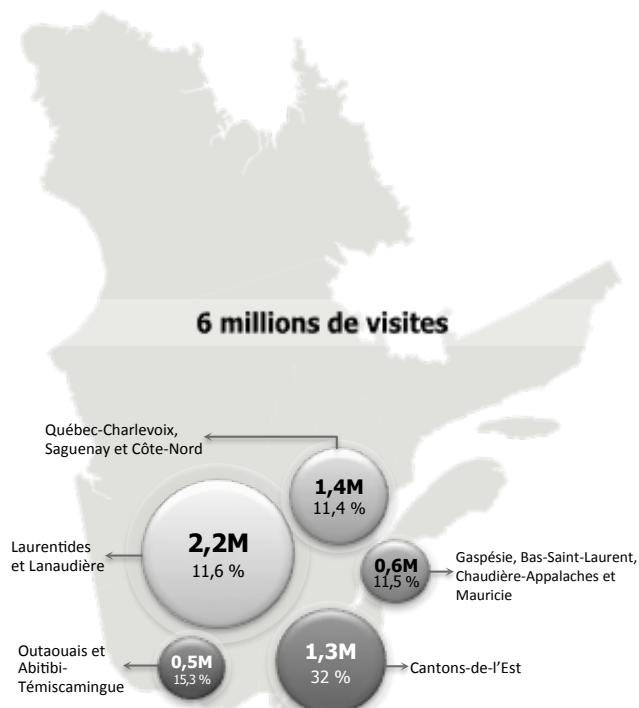 6 millions de visites
Québec-Charlevoix,
Saguenay et Côte-Nord
1,4M
11,4 %
2,2M
11,6 %
Laurentides
et Lanaudière
0,6M
11,5 %
Gaspésie, Bas-Saint-Laurent,
Chaudière-Appalaches et
Mauricie
Outaouais et
Abitibi-
Témiscamingue
0,5M
15,3 %
1,3M
32 %
Cantons-de-l'Est